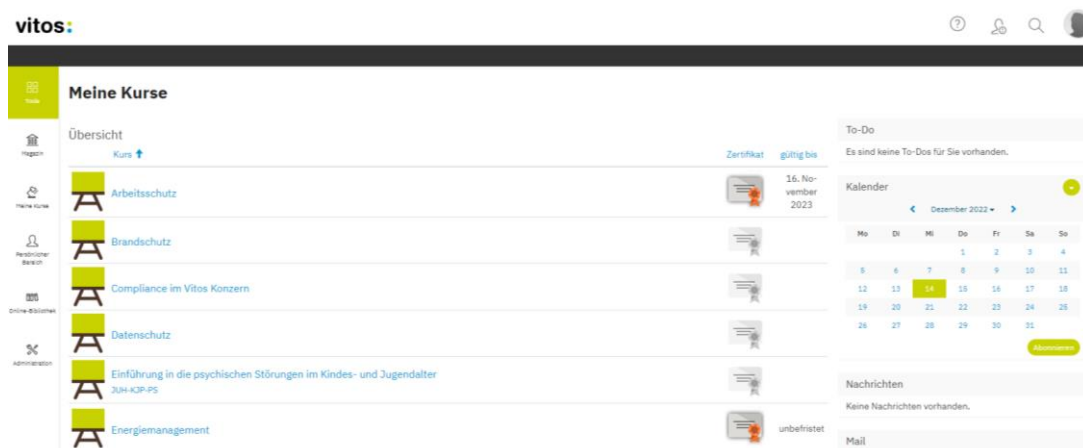 vitos:
Tools
Magazin
Meine Kurse
Persönlicher
Bereich
Online-Bibliothek
Administration
Meine Kurse
Übersicht
Kurs ↑ Zertifikat gültig bis
Arbeitsschutz
16. No-
vember
2023
Brandschutz
Compliance im Vitos Konzern
Datenschutz
Einführung in die psychischen Störungen im Kindes- und Jugendalter
JUH-KJP-PS
Energiemanagement unbefristet
To-Do
Es sind keine To-Dos für Sie vorhanden.
Kalender
Dezember 2022
Mo Di Mi Do Fr Sa So
1 2 3 4
5 6 7 8 9 10 11
12 13 14 15 16 17 18
19 20 21 22 23 24 25
26 27 28 29 30 31
Abonnieren
Nachrichten
Keine Nachrichten vorhanden.
Mail